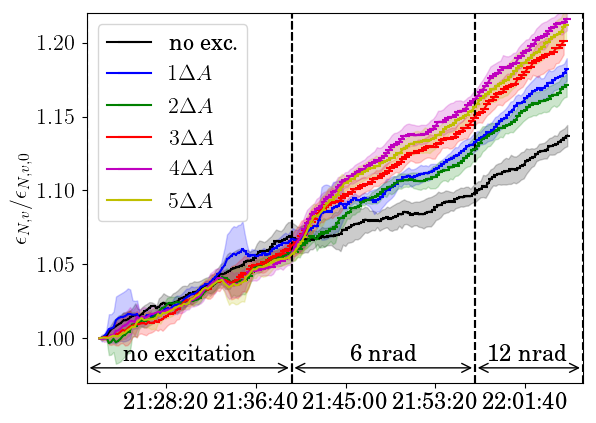 1.20
1.15
1.10
1.05
1.00
ϵ_{N,v}/ϵ_{N,v,0}
no exc.
1ΔA
2ΔA
3ΔA
4ΔA
5ΔA
no excitation
6 nrad
12 nrad
21:28:20 21:36:40 21:45:00 21:53:20 22:01:40